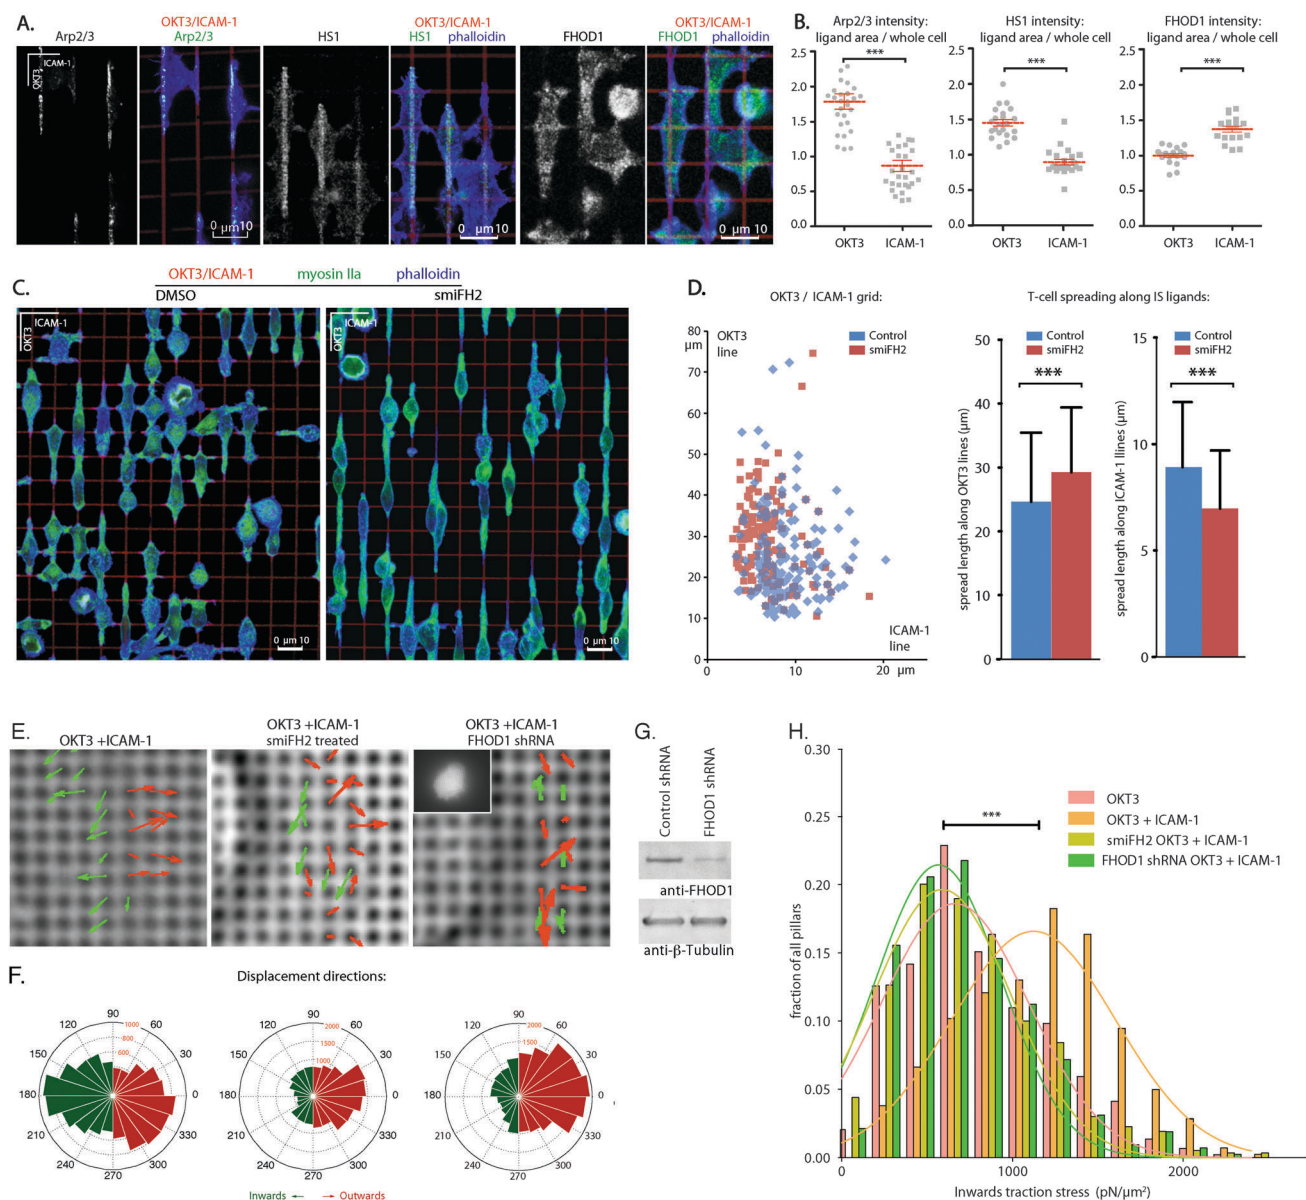 A.
OKT3/ICAM-1
Arp2/3
Arp2/3
OKT3
ICAM-1
0 μm 10
HS1
OKT3/ICAM-1
HS1 phalloidin
0 μm 10
FHOD1
OKT3/ICAM-1
FHOD1 phalloidin
0 μm 10
B.
Arp2/3 intensity:
ligand area / whole cell
***
2.5
2.0
1.5
1.0
0.5
0.0
OKT3 ICAM-1
HS1 intensity:
ligand area / whole cell
***
2.5
2.0
1.5
1.0
0.5
0.0
OKT3 ICAM-1
FHOD1 intensity:
ligand area / whole cell
***
2.5
2.0
1.5
1.0
0.5
0.0
OKT3 ICAM-1
C.
OKT3/ICAM-1 myosin IIa phalloidin
DMSO
smiFH2
ICAM-1
OKT3
0 μm 10
ICAM-1
OKT3
0 μm 10
D.
OKT3 / ICAM-1 grid:
80
μm
70
60
50
40
30
20
10
0
OKT3
line
Control
smiFH2
ICAM-1
line
0 10 20 μm
T-cell spreading along IS ligands:
spread length along OKT3 lines (μm)
50
40
30
20
10
0
Control
smiFH2
***
spread length along ICAM-1 llines (μm)
15
10
5
0
Control
smiFH2
***
E.
OKT3 +ICAM-1
OKT3 +ICAM-1
smiFH2 treated
OKT3 +ICAM-1
FHOD1 shRNA
F.
Displacement directions:
90
120 60
150 30
180 0
210 330
240 300
270
1000
800
600
90
120 60
150 30
180 0
210 330
240 300
270
2000
1500
1000
90
120 60
150 30
180 0
210 330
240 300
270
2000
1500
Inwards Outwards
G.
Control shRNA
FHOD1 shRNA
anti-FHOD1
anti-β-Tubulin
H.
fraction of all pillars
0.30
0.25
0.20
0.15
0.10
0.05
0.00
OKT3
OKT3 + ICAM-1
smiFH2 OKT3 + ICAM-1
FHOD1 shRNA OKT3 + ICAM-1
***
0 1000 2000
Inwards traction stress (pN/μm²)